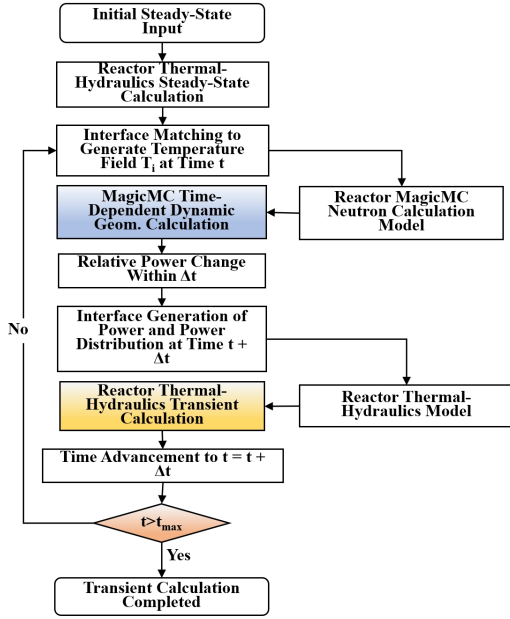 Initial Steady-State
Input
Reactor Thermal-
Hydraulics Steady-State
Calculation
Interface Matching to
Generate Temperature
Field Ti at Time t
MagicMC Time-
Dependent Dynamic
Geom. Calculation
Reactor MagicMC
Neutron Calculation
Model
Relative Power Change
Within Δt
No
Interface Generation of
Power and Power
Distribution at Time t +
Δt
Reactor Thermal-
Hydraulics Transient
Calculation
Reactor Thermal-
Hydraulics Model
Time Advancement to t = t +
Δt
t>tmax
Yes
Transient Calculation
Completed